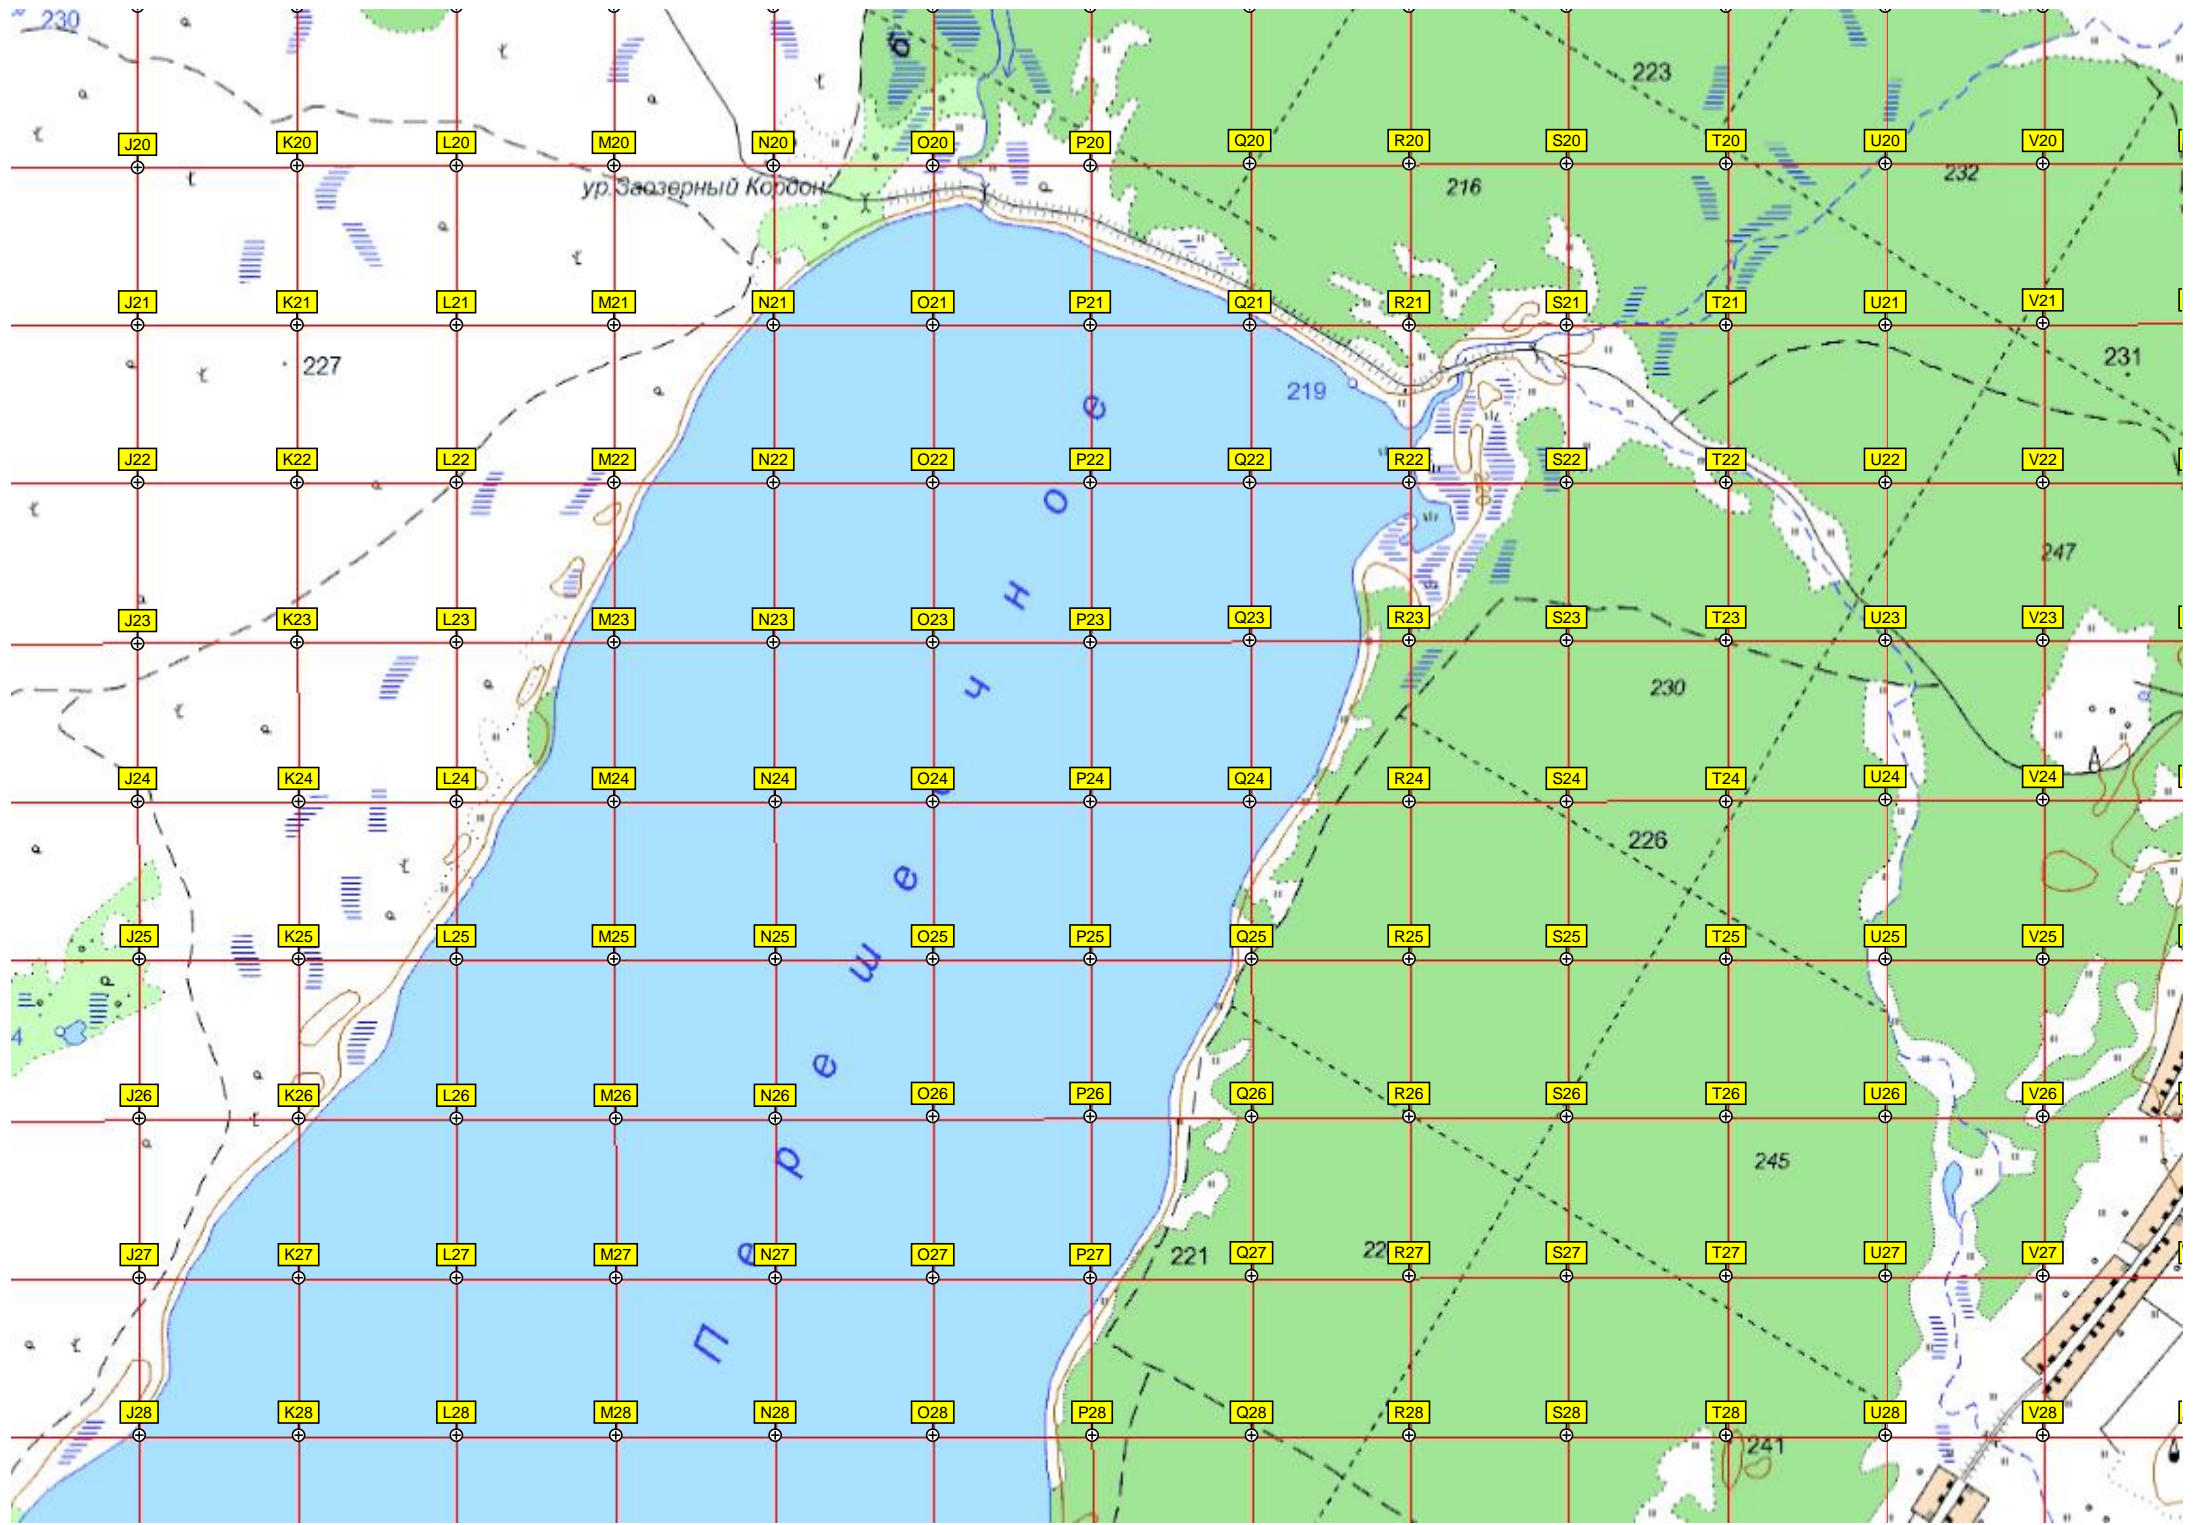 230
б
223
J20 K20 L20 M20 N20 O20 P20 Q20 R20 S20 T20 U20 V20
ур.Заозерный Кордон
216
232
J21 K21 L21 M21 N21 O21 P21 Q21 R21 S21 T21 U21 V21
227
219
231
J22 K22 L22 M22 N22 O22 P22 Q22 R22 S22 T22 U22 V22
247
J23 K23 L23 M23 N23 O23 P23 Q23 R23 S23 T23 U23 V23
230
J24 K24 L24 M24 N24 O24 P24 Q24 R24 S24 T24 U24 V24
226
J25 K25 L25 M25 N25 O25 P25 Q25 R25 S25 T25 U25 V25
4
J26 K26 L26 M26 N26 O26 P26 Q26 R26 S26 T26 U26 V26
245
Перешеечное
J27 K27 L27 M27 N27 O27 P27 Q27 R27 S27 T27 U27 V27
221
22
J28 K28 L28 M28 N28 O28 P28 Q28 R28 S28 T28 U28 V28
241